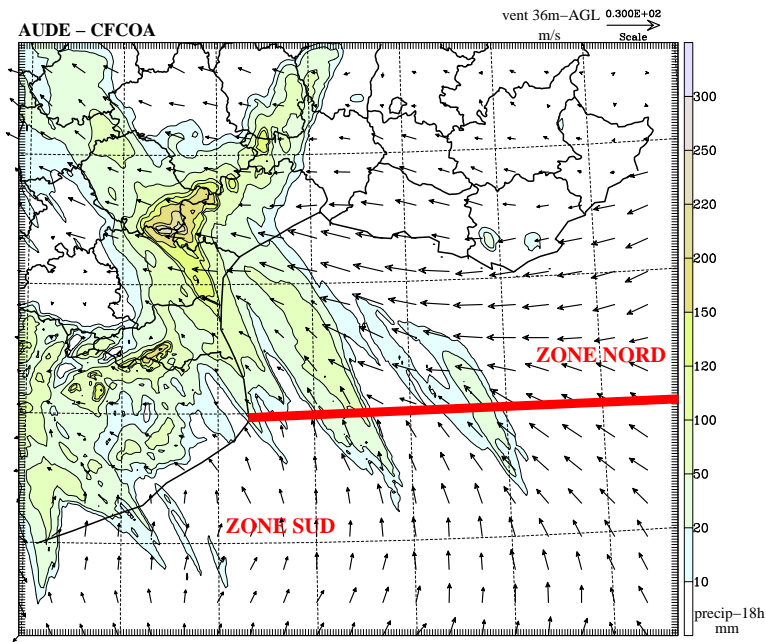 vent 36m–AGL 0.300E+02
m/s Scale
AUDE – CFCOA
300
250
220
200
150
ZONE NORD
120
100
50
ZONE SUD
20
10
precip–18h
mm